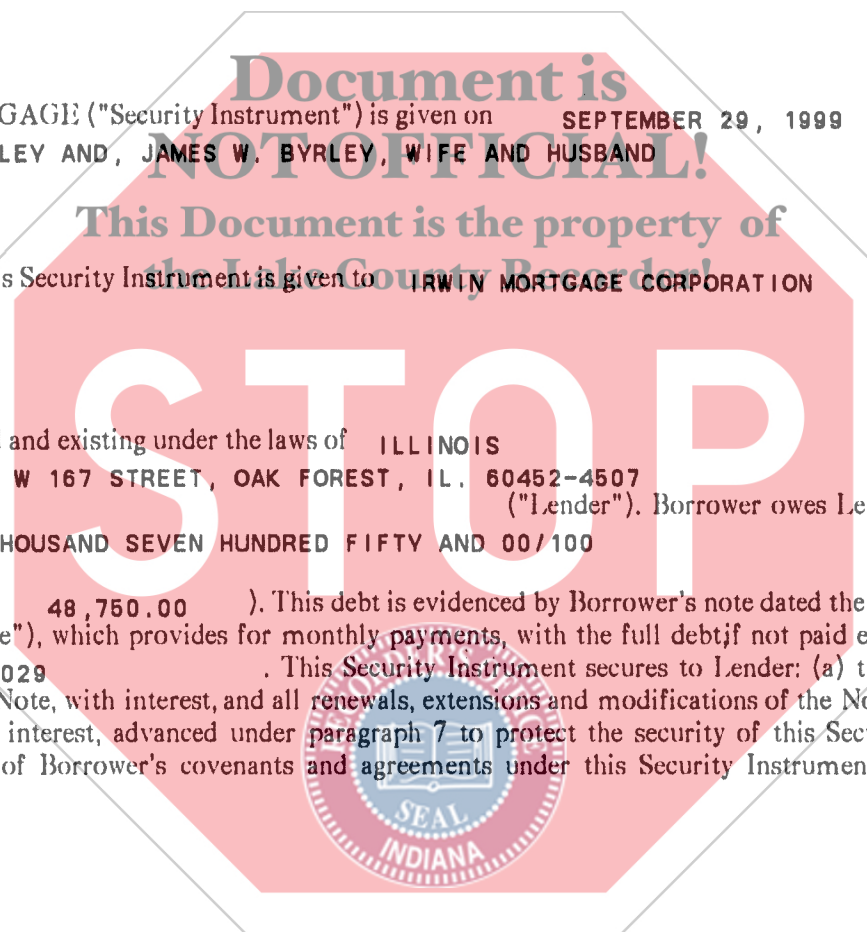 Document is
GAGE ("Security Instrument") is given on SEPTEMBER 29, 1999
LEY AND, JAMES W. BYRLEY, WIFE AND HUSBAND
NOT OFFICIAL!
This Document is the property of
the Lake County Recorder!
s Security Instrument is given to IRWIN MORTGAGE CORPORATION
STOP
and existing under the laws of ILLINOIS
W 167 STREET, OAK FOREST, IL. 60452-4507
("Lender"). Borrower owes Le
HOUSAND SEVEN HUNDRED FIFTY AND 00/100
48,750.00 ). This debt is evidenced by Borrower's note dated the
e"), which provides for monthly payments, with the full debt,if not paid e
029 . This Security Instrument secures to Lender: (a) t
Note, with interest, and all renewals, extensions and modifications of the No
interest, advanced under paragraph 7 to protect the security of this Sec
of Borrower's covenants and agreements under this Security Instrumen
RECORDER'S OFFICE
SEAL
INDIANA